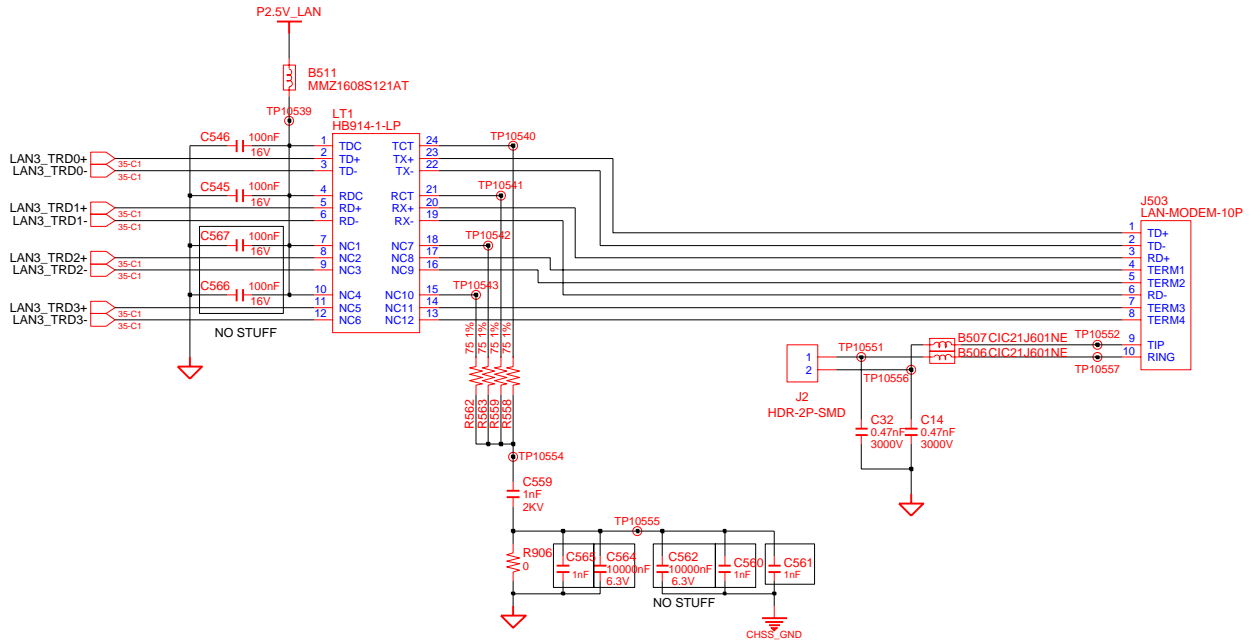 P2.5V_LAN
B511
MMZ1608S121AT
TP10539
LT1
HB914-1-LP
C546 100nF
16V
LAN3_TRD0+ 35-C1
LAN3_TRD0- 35-C1
C545 100nF
16V
LAN3_TRD1+ 35-C1
LAN3_TRD1- 35-C1
C567 100nF
16V
LAN3_TRD2+ 35-C1
LAN3_TRD2- 35-C1
C566 100nF
16V
LAN3_TRD3+ 35-C1
LAN3_TRD3- 35-C1
NO STUFF
1 TDC TCT 24
2 TD+ TX+ 23
3 TD- TX- 22
4 RDC RCT 21
5 RD+ RX+ 20
6 RD- RX- 19
7 NC1 NC7 18
8 NC2 NC8 17
9 NC3 NC9 16
10 NC4 NC10 15
11 NC5 NC11 14
12 NC6 NC12 13
TP10540
TP10541
TP10542
TP10543
75 1%
75 1%
75 1%
75 1%
R562
R563
R559
R558
TP10554
C559
1nF
2KV
TP10555
R906
0
C565
1nF
C564
10000nF
6.3V
C562
10000nF
6.3V
C560
1nF
C561
1nF
NO STUFF
CHSS_GND
J503
LAN-MODEM-10P
1 TD+
2 TD-
3 RD+
4 TERM1
5 TERM2
6 RD-
7 TERM3
8 TERM4
9 TIP
10 RING
B507 CIC21J601NE
B506 CIC21J601NE
TP10552
TP10557
TP10551
TP10556
1
2
J2
HDR-2P-SMD
C32
0.47nF
3000V
C14
0.47nF
3000V